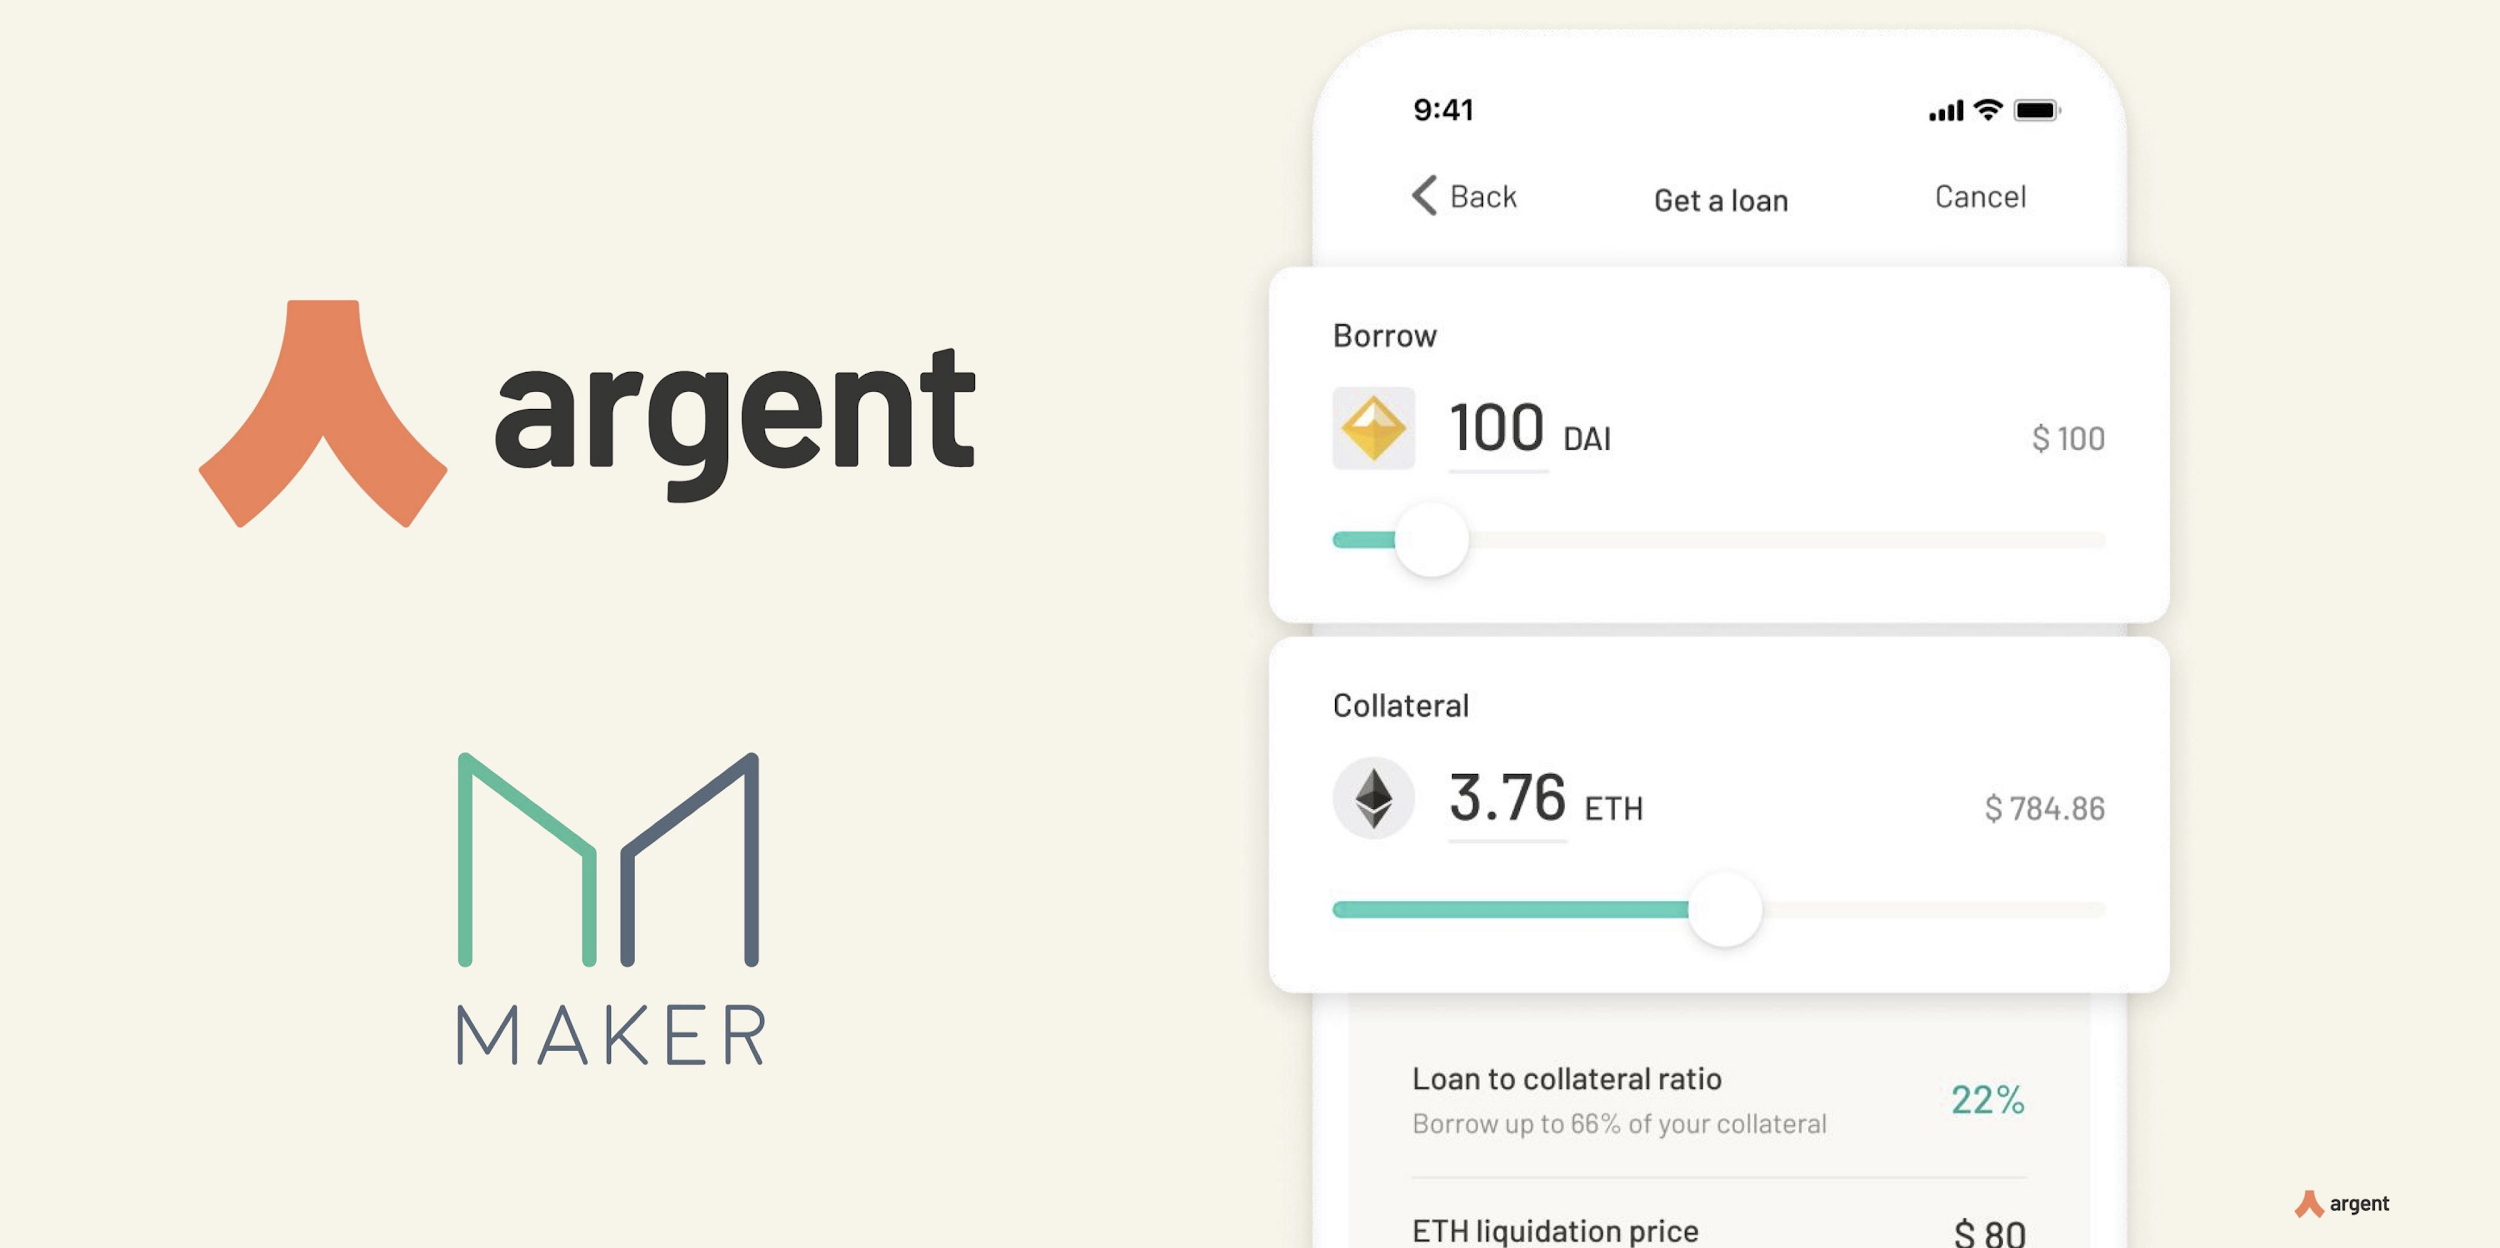 argent
MAKER
9:41
Back
Get a loan
Cancel
Borrow
100 DAI
$ 100
Collateral
3.76 ETH
$ 784.86
Loan to collateral ratio
22%
Borrow up to 66% of your collateral
ETH liquidation price
$ 80
argent